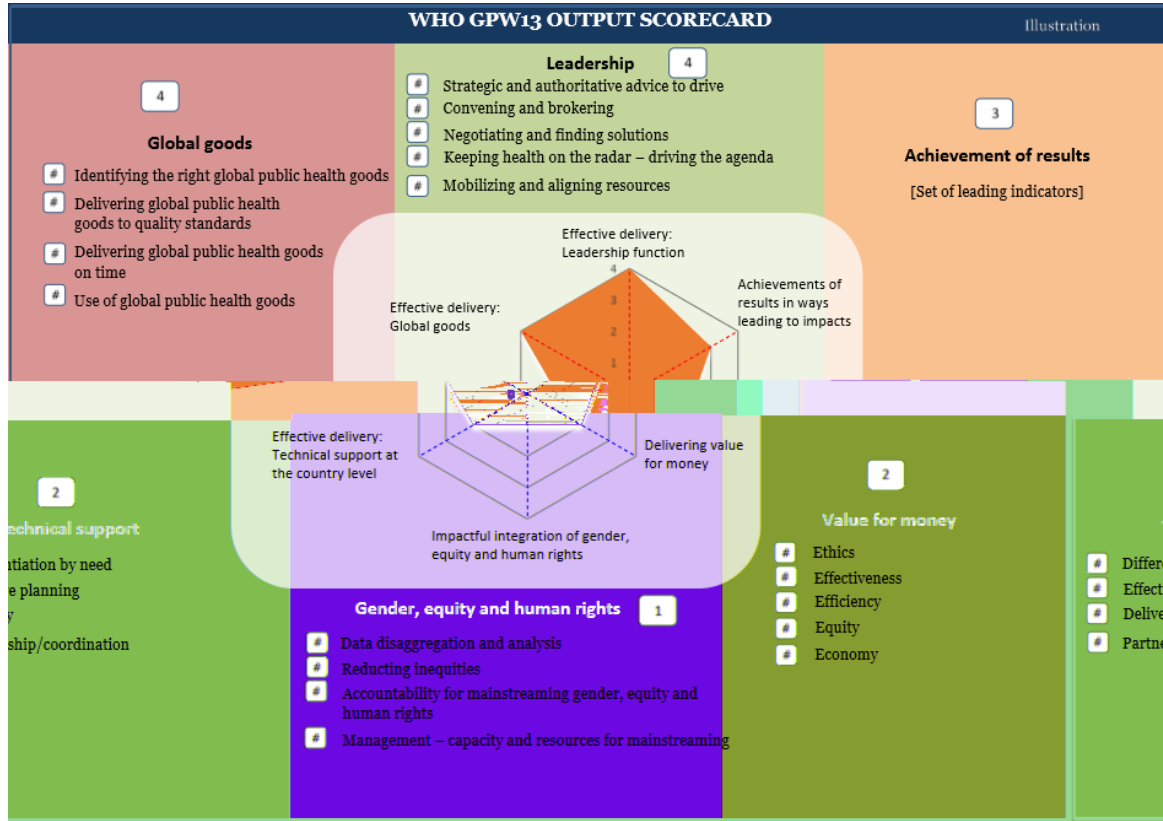 WHO GPW13 OUTPUT SCORECARD
Illustration
4
Global goods
# Identifying the right global public health goods
# Delivering global public health
goods to quality standards
# Delivering global public health goods
on time
# Use of global public health goods
Leadership 4
# Strategic and authoritative advice to drive
# Convening and brokering
# Negotiating and finding solutions
# Keeping health on the radar – driving the agenda
# Mobilizing and aligning resources
3
Achievement of results
[Set of leading indicators]
Effective delivery:
Leadership function
4
3
2
1
Effective delivery:
Global goods
Achievements of
results in ways
leading to impacts
Effective delivery:
Technical support at
the country level
Delivering value
for money
Impactful integration of gender,
equity and human rights
2
echnical support
ntiation by need
e planning
y
ship/coordination
Gender, equity and human rights 1
# Data disaggregation and analysis
# Reducting inequities
# Accountability for mainstreaming gender, equity and
human rights
# Management – capacity and resources for mainstreaming
2
Value for money
# Ethics
# Effectiveness
# Efficiency
# Equity
# Economy
# Differe
# Effect
# Delive
# Partne